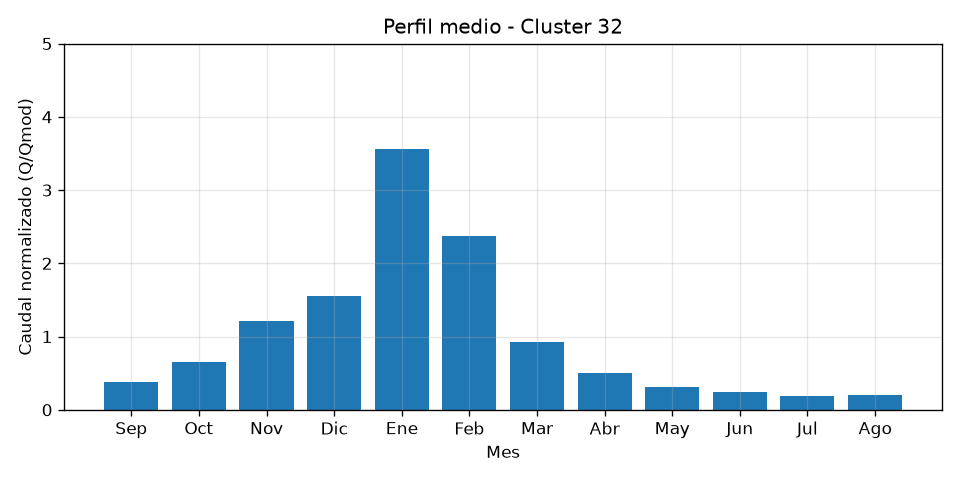 Perfil medio - Cluster 32
Caudal normalizado (Q/Qmod)
5
4
3
2
1
0
Sep Oct Nov Dic Ene Feb Mar Abr May Jun Jul Ago
Mes